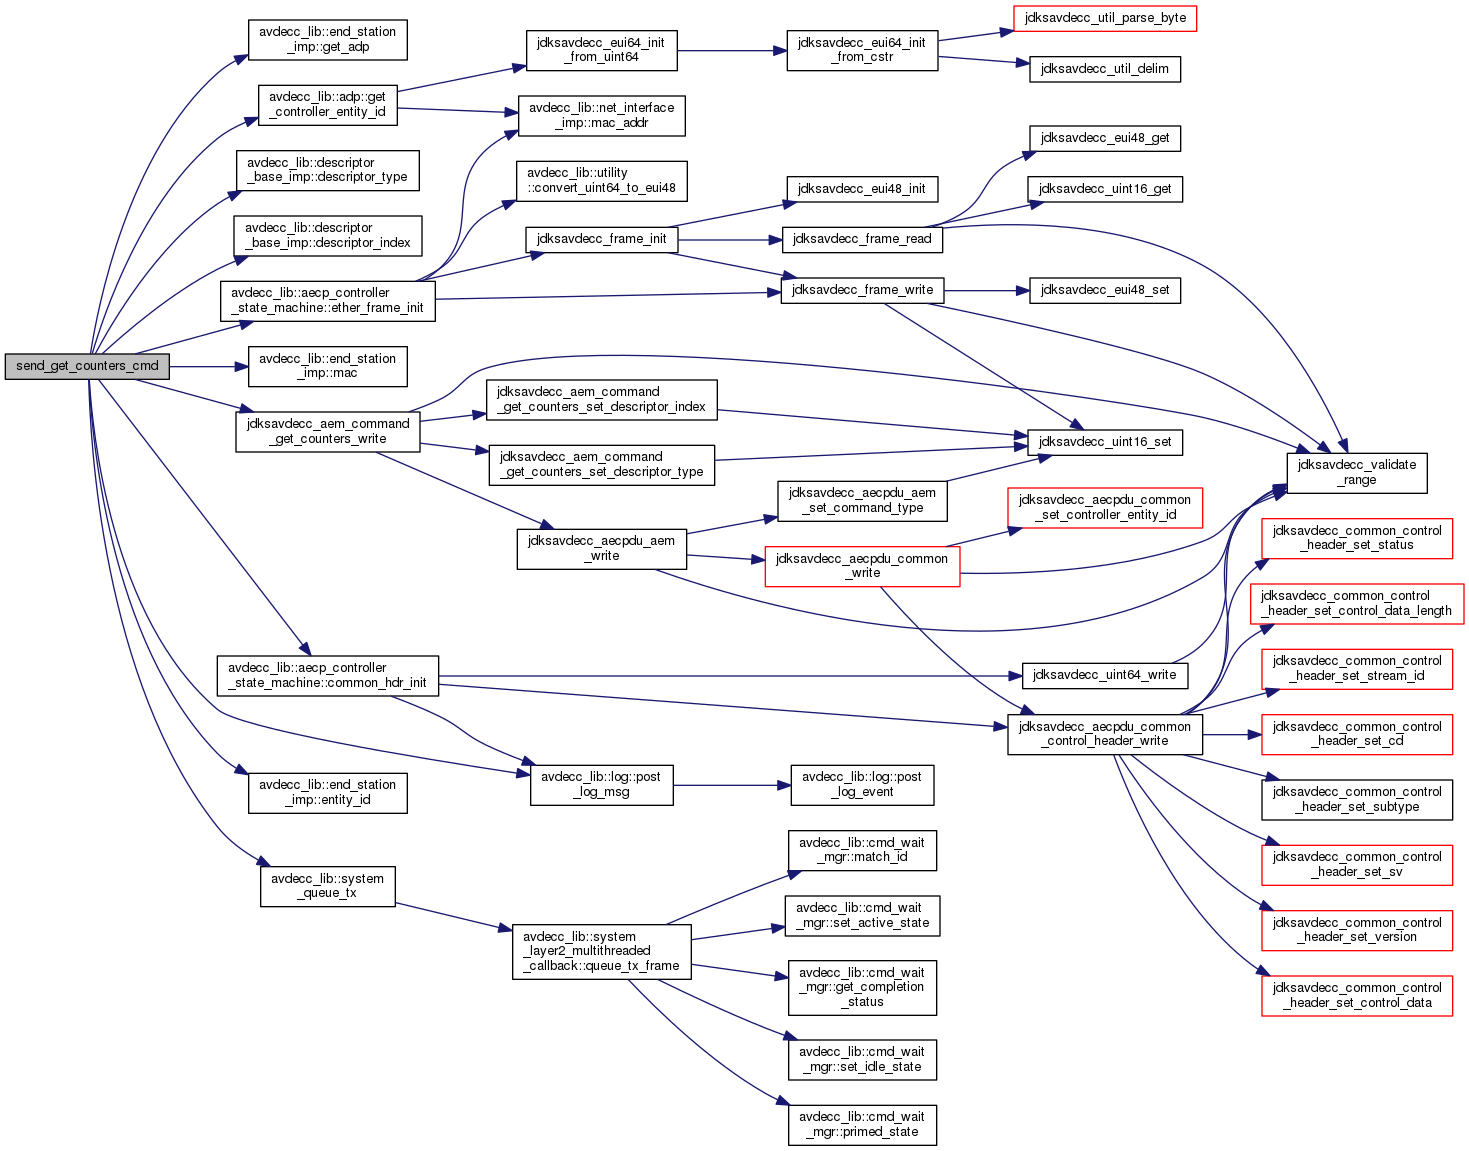 send_get_counters_cmd
avdecc_lib::end_station
_imp::get_adp
avdecc_lib::adp::get
_controller_entity_id
avdecc_lib::descriptor
_base_imp::descriptor_type
avdecc_lib::descriptor
_base_imp::descriptor_index
avdecc_lib::aecp_controller
_state_machine::ether_frame_init
avdecc_lib::end_station
_imp::mac
jdksavdecc_aem_command
_get_counters_write
avdecc_lib::aecp_controller
_state_machine::common_hdr_init
avdecc_lib::end_station
_imp::entity_id
avdecc_lib::system
_queue_tx
jdksavdecc_eui64_init
_from_uint64
avdecc_lib::net_interface
_imp::mac_addr
avdecc_lib::utility
::convert_uint64_to_eui48
jdksavdecc_frame_init
jdksavdecc_aem_command
_get_counters_set_descriptor_index
jdksavdecc_aem_command
_get_counters_set_descriptor_type
jdksavdecc_aecpdu_aem
_write
avdecc_lib::log::post
_log_msg
avdecc_lib::system
_layer2_multithreaded
_callback::queue_tx_frame
jdksavdecc_eui64_init
_from_cstr
jdksavdecc_eui48_init
jdksavdecc_frame_read
jdksavdecc_frame_write
jdksavdecc_aecpdu_aem
_set_command_type
jdksavdecc_aecpdu_common
_write
avdecc_lib::log::post
_log_event
avdecc_lib::cmd_wait
_mgr::match_id
avdecc_lib::cmd_wait
_mgr::set_active_state
avdecc_lib::cmd_wait
_mgr::get_completion
_status
avdecc_lib::cmd_wait
_mgr::set_idle_state
avdecc_lib::cmd_wait
_mgr::primed_state
jdksavdecc_util_parse_byte
jdksavdecc_util_delim
jdksavdecc_eui48_get
jdksavdecc_uint16_get
jdksavdecc_eui48_set
jdksavdecc_uint16_set
jdksavdecc_aecpdu_common
_set_controller_entity_id
jdksavdecc_uint64_write
jdksavdecc_aecpdu_common
_control_header_write
jdksavdecc_validate
_range
jdksavdecc_common_control
_header_set_status
jdksavdecc_common_control
_header_set_control_data_length
jdksavdecc_common_control
_header_set_stream_id
jdksavdecc_common_control
_header_set_cd
jdksavdecc_common_control
_header_set_subtype
jdksavdecc_common_control
_header_set_sv
jdksavdecc_common_control
_header_set_version
jdksavdecc_common_control
_header_set_control_data